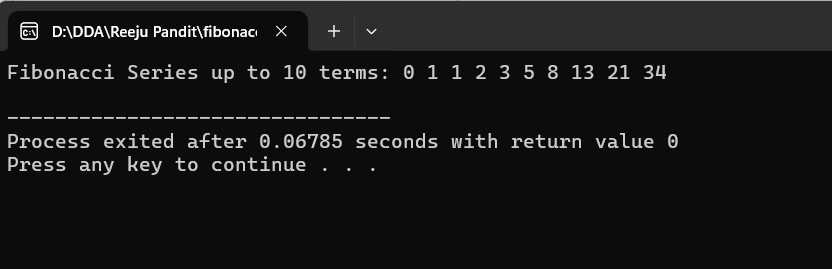 D:\DDA\Reeju Pandit\fibonacc
Fibonacci Series up to 10 terms: 0 1 1 2 3 5 8 13 21 34
--------------------------------
Process exited after 0.06785 seconds with return value 0
Press any key to continue . . .